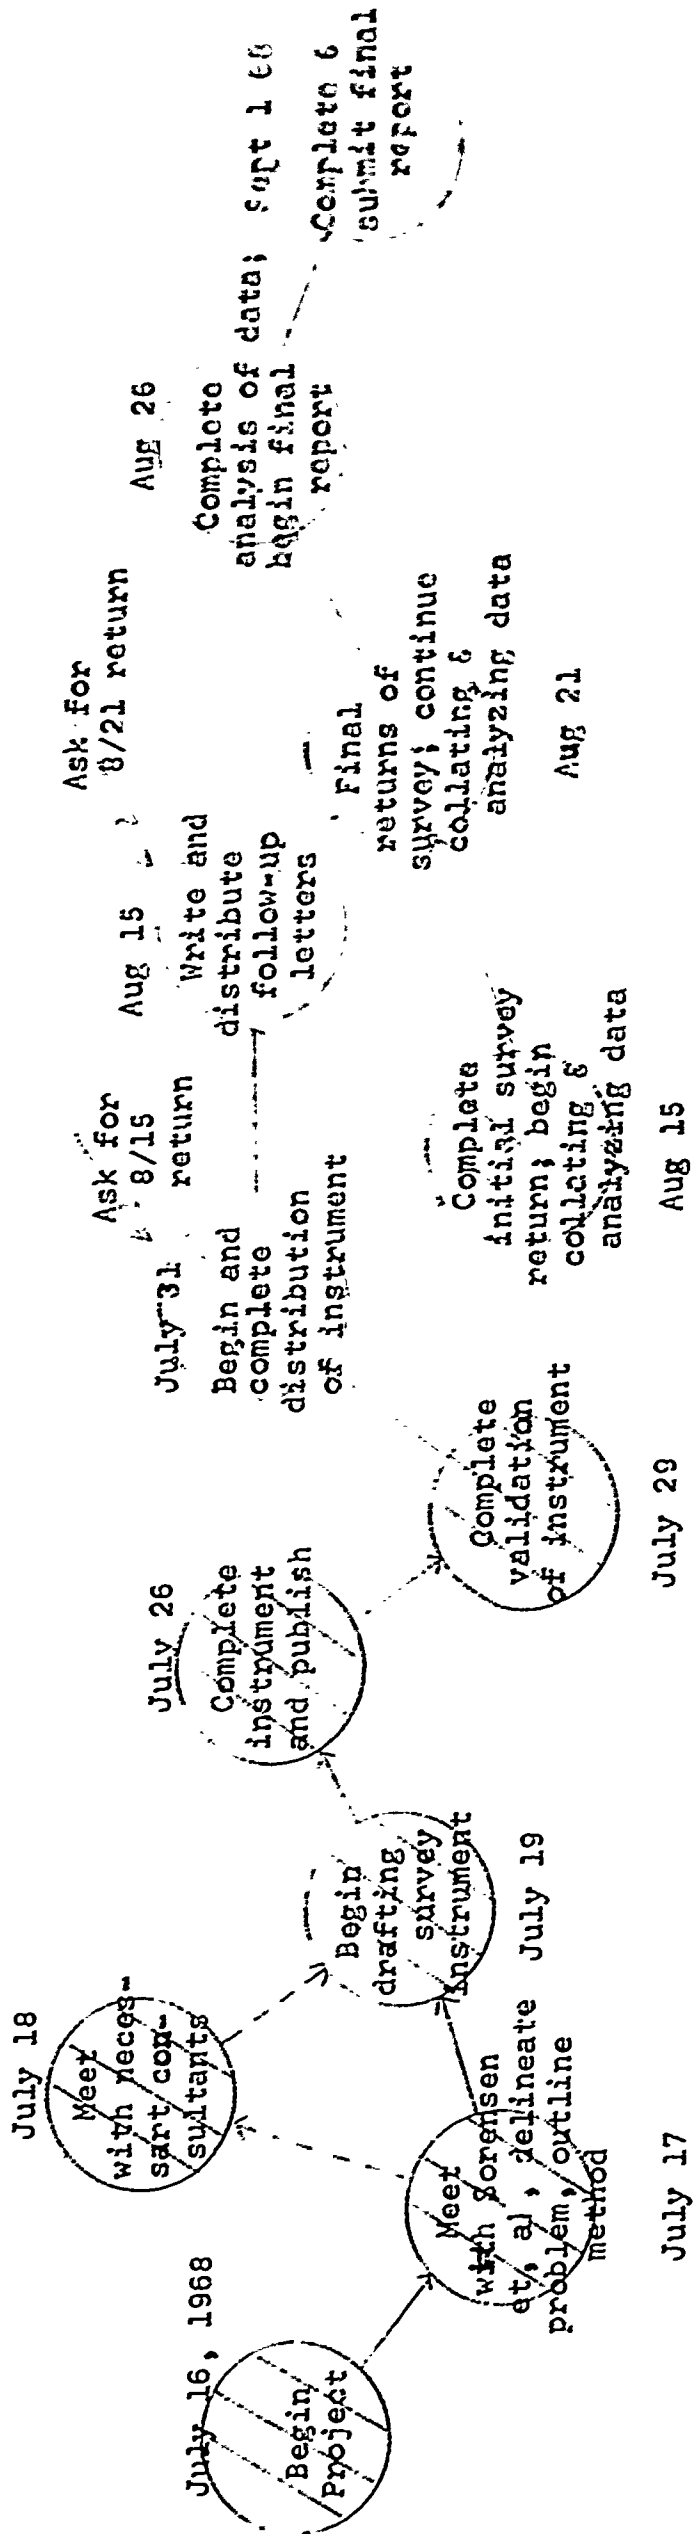 July 16, 1968
Begin
Project
Meet
with Sorensen
et, al, delineate
problem, outline
method
July 17
July 18
Meet
with neces-
sart con-
sultants
Begin
drafting
survey
instrument
July 19
July 26
Complete
instrument
and publish
Complete
validation
of instrument
July 29
July 31
Begin and
complete
distribution
of instrument
Ask for
8/15
return
Complete
initial survey
return; begin
collating &
analyzing data
Aug 15
Aug 15
Write and
distribute
follow-up
letters
Ask for
8/21 return
Final
returns of
survey; continue
collating &
analyzing data
Aug 21
Aug 26
Complete
analysis of data;
begin final
report
Sept 1
Complete &
submit final
report